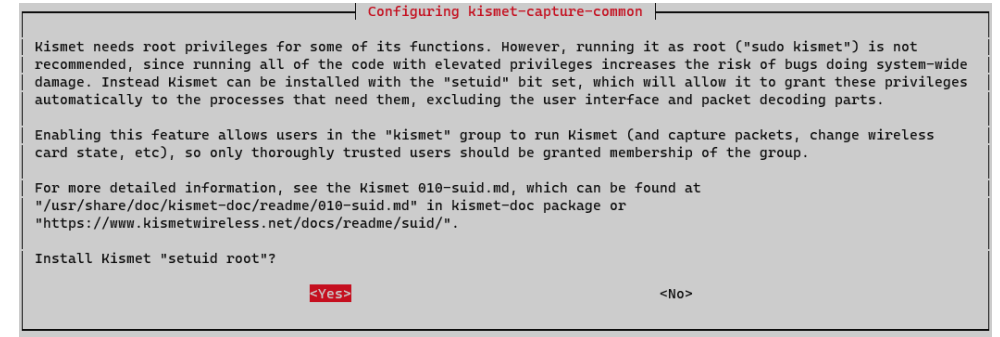 Configuring kismet-capture-common
Kismet needs root privileges for some of its functions. However, running it as root ("sudo kismet") is not
recommended, since running all of the code with elevated privileges increases the risk of bugs doing system-wide
damage. Instead Kismet can be installed with the "setuid" bit set, which will allow it to grant these privileges
automatically to the processes that need them, excluding the user interface and packet decoding parts.
Enabling this feature allows users in the "kismet" group to run Kismet (and capture packets, change wireless
card state, etc), so only thoroughly trusted users should be granted membership of the group.
For more detailed information, see the Kismet 010-suid.md, which can be found at
"/usr/share/doc/kismet-doc/readme/010-suid.md" in kismet-doc package or
"https://www.kismetwireless.net/docs/readme/suid/".
Install Kismet "setuid root"?
<Yes> <No>